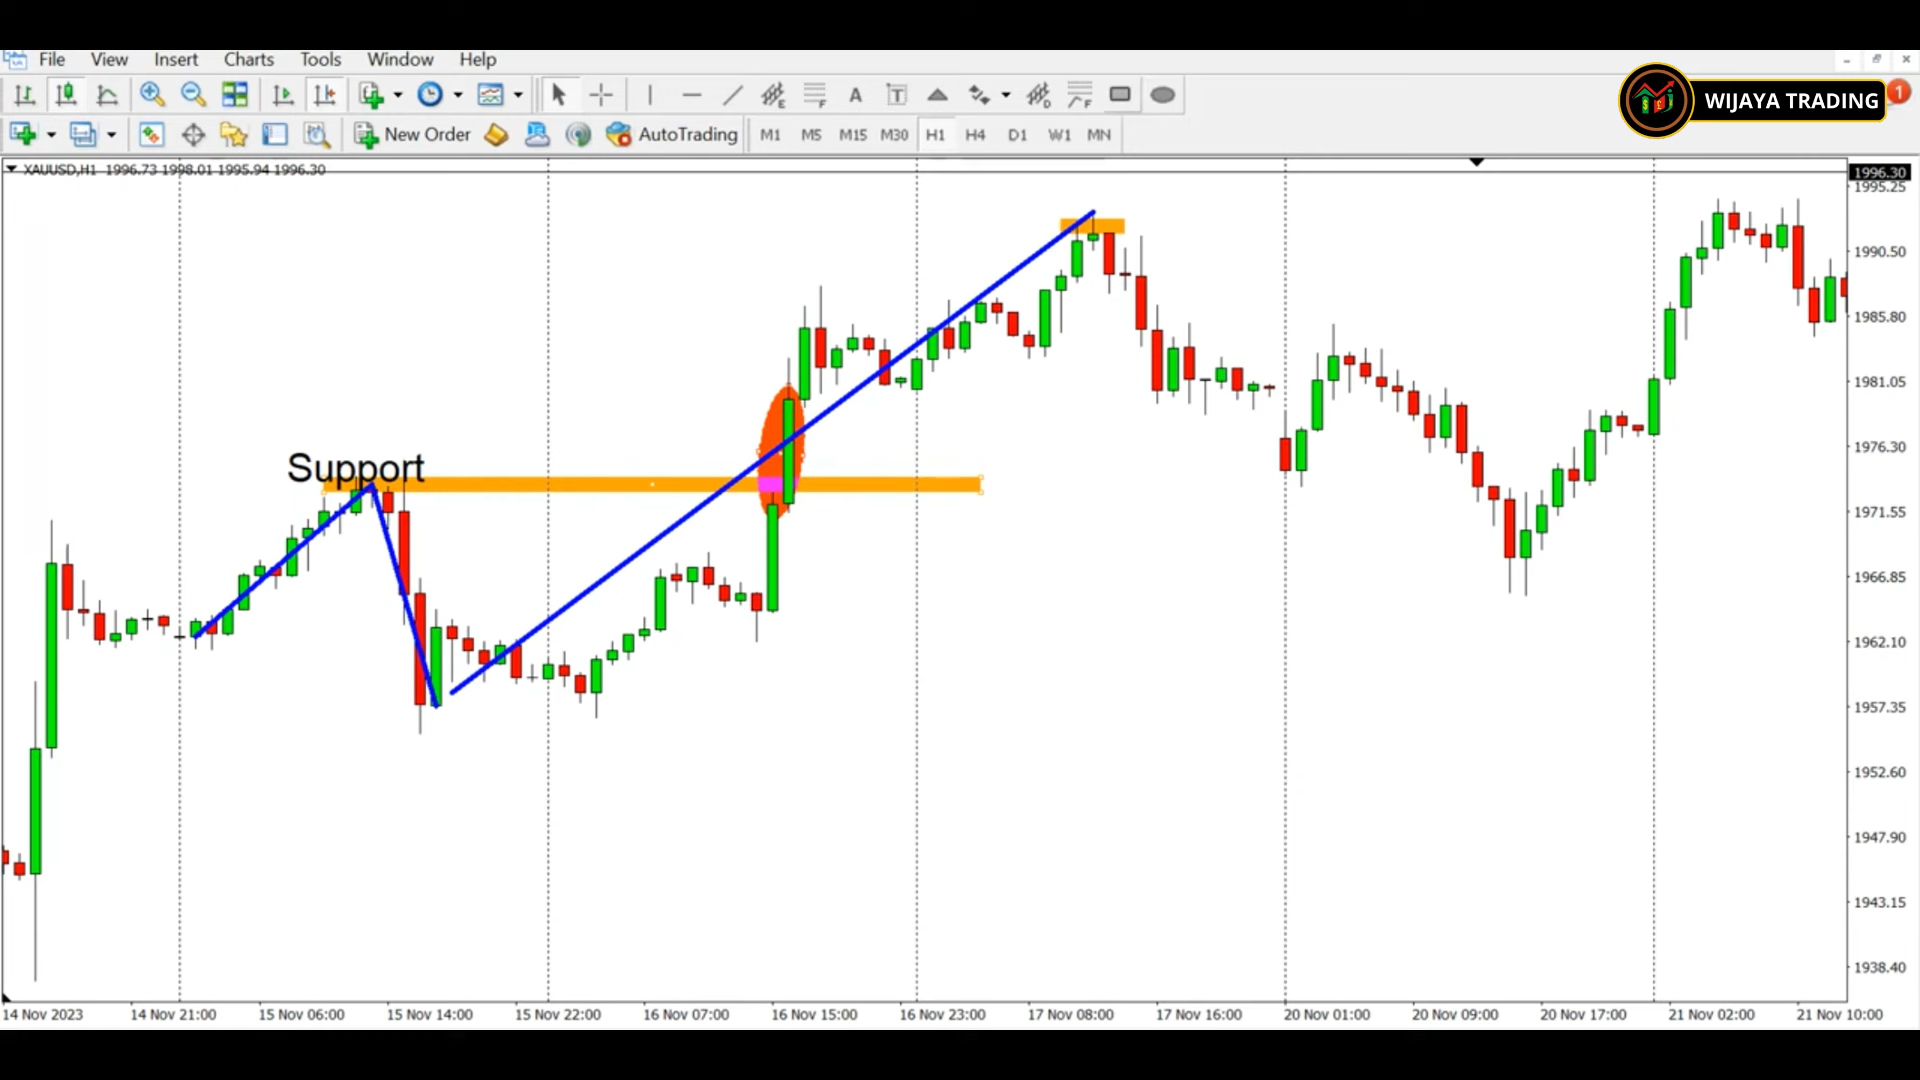 File View Insert Charts Tools Window Help
WIJAYA TRADING
1
New Order AutoTrading M1 M5 M15 M30 H1 H4 D1 W1 MN
XAUUSD,H1 1996.73 1998.01 1995.94 1996.30
1996.30
1995.25
1990.50
1985.80
1981.05
1976.30
Support
1971.55
1966.85
1962.10
1957.35
1952.60
1947.90
1943.15
1938.40
14 Nov 2023 14 Nov 21:00 15 Nov 06:00 15 Nov 14:00 15 Nov 22:00 16 Nov 07:00 16 Nov 15:00 16 Nov 23:00 17 Nov 08:00 17 Nov 16:00 20 Nov 01:00 20 Nov 09:00 20 Nov 17:00 21 Nov 02:00 21 Nov 10:00